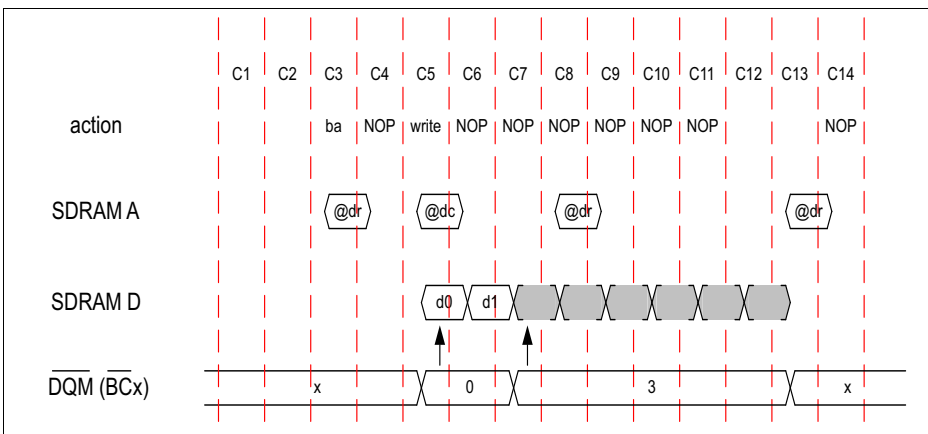 C1 C2 C3 C4 C5 C6 C7 C8 C9 C10 C11 C12 C13 C14
action ba NOP write NOP NOP NOP NOP NOP NOP NOP
SDRAM A @dr @dc @dr @dr
SDRAM D d0 d1
DQM (BCx) x 0 3 x